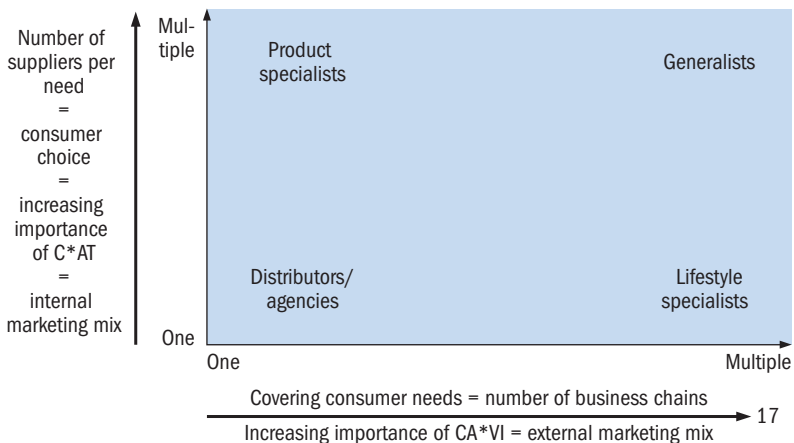 Number of
suppliers per
need
=
consumer
choice
=
increasing
importance
of C*AT
=
internal
marketing mix
Mul-
tiple
Product
specialists
Generalists
Distributors/
agencies
Lifestyle
specialists
One
One
Multiple
Covering consumer needs = number of business chains
17
Increasing importance of CA*VI = external marketing mix